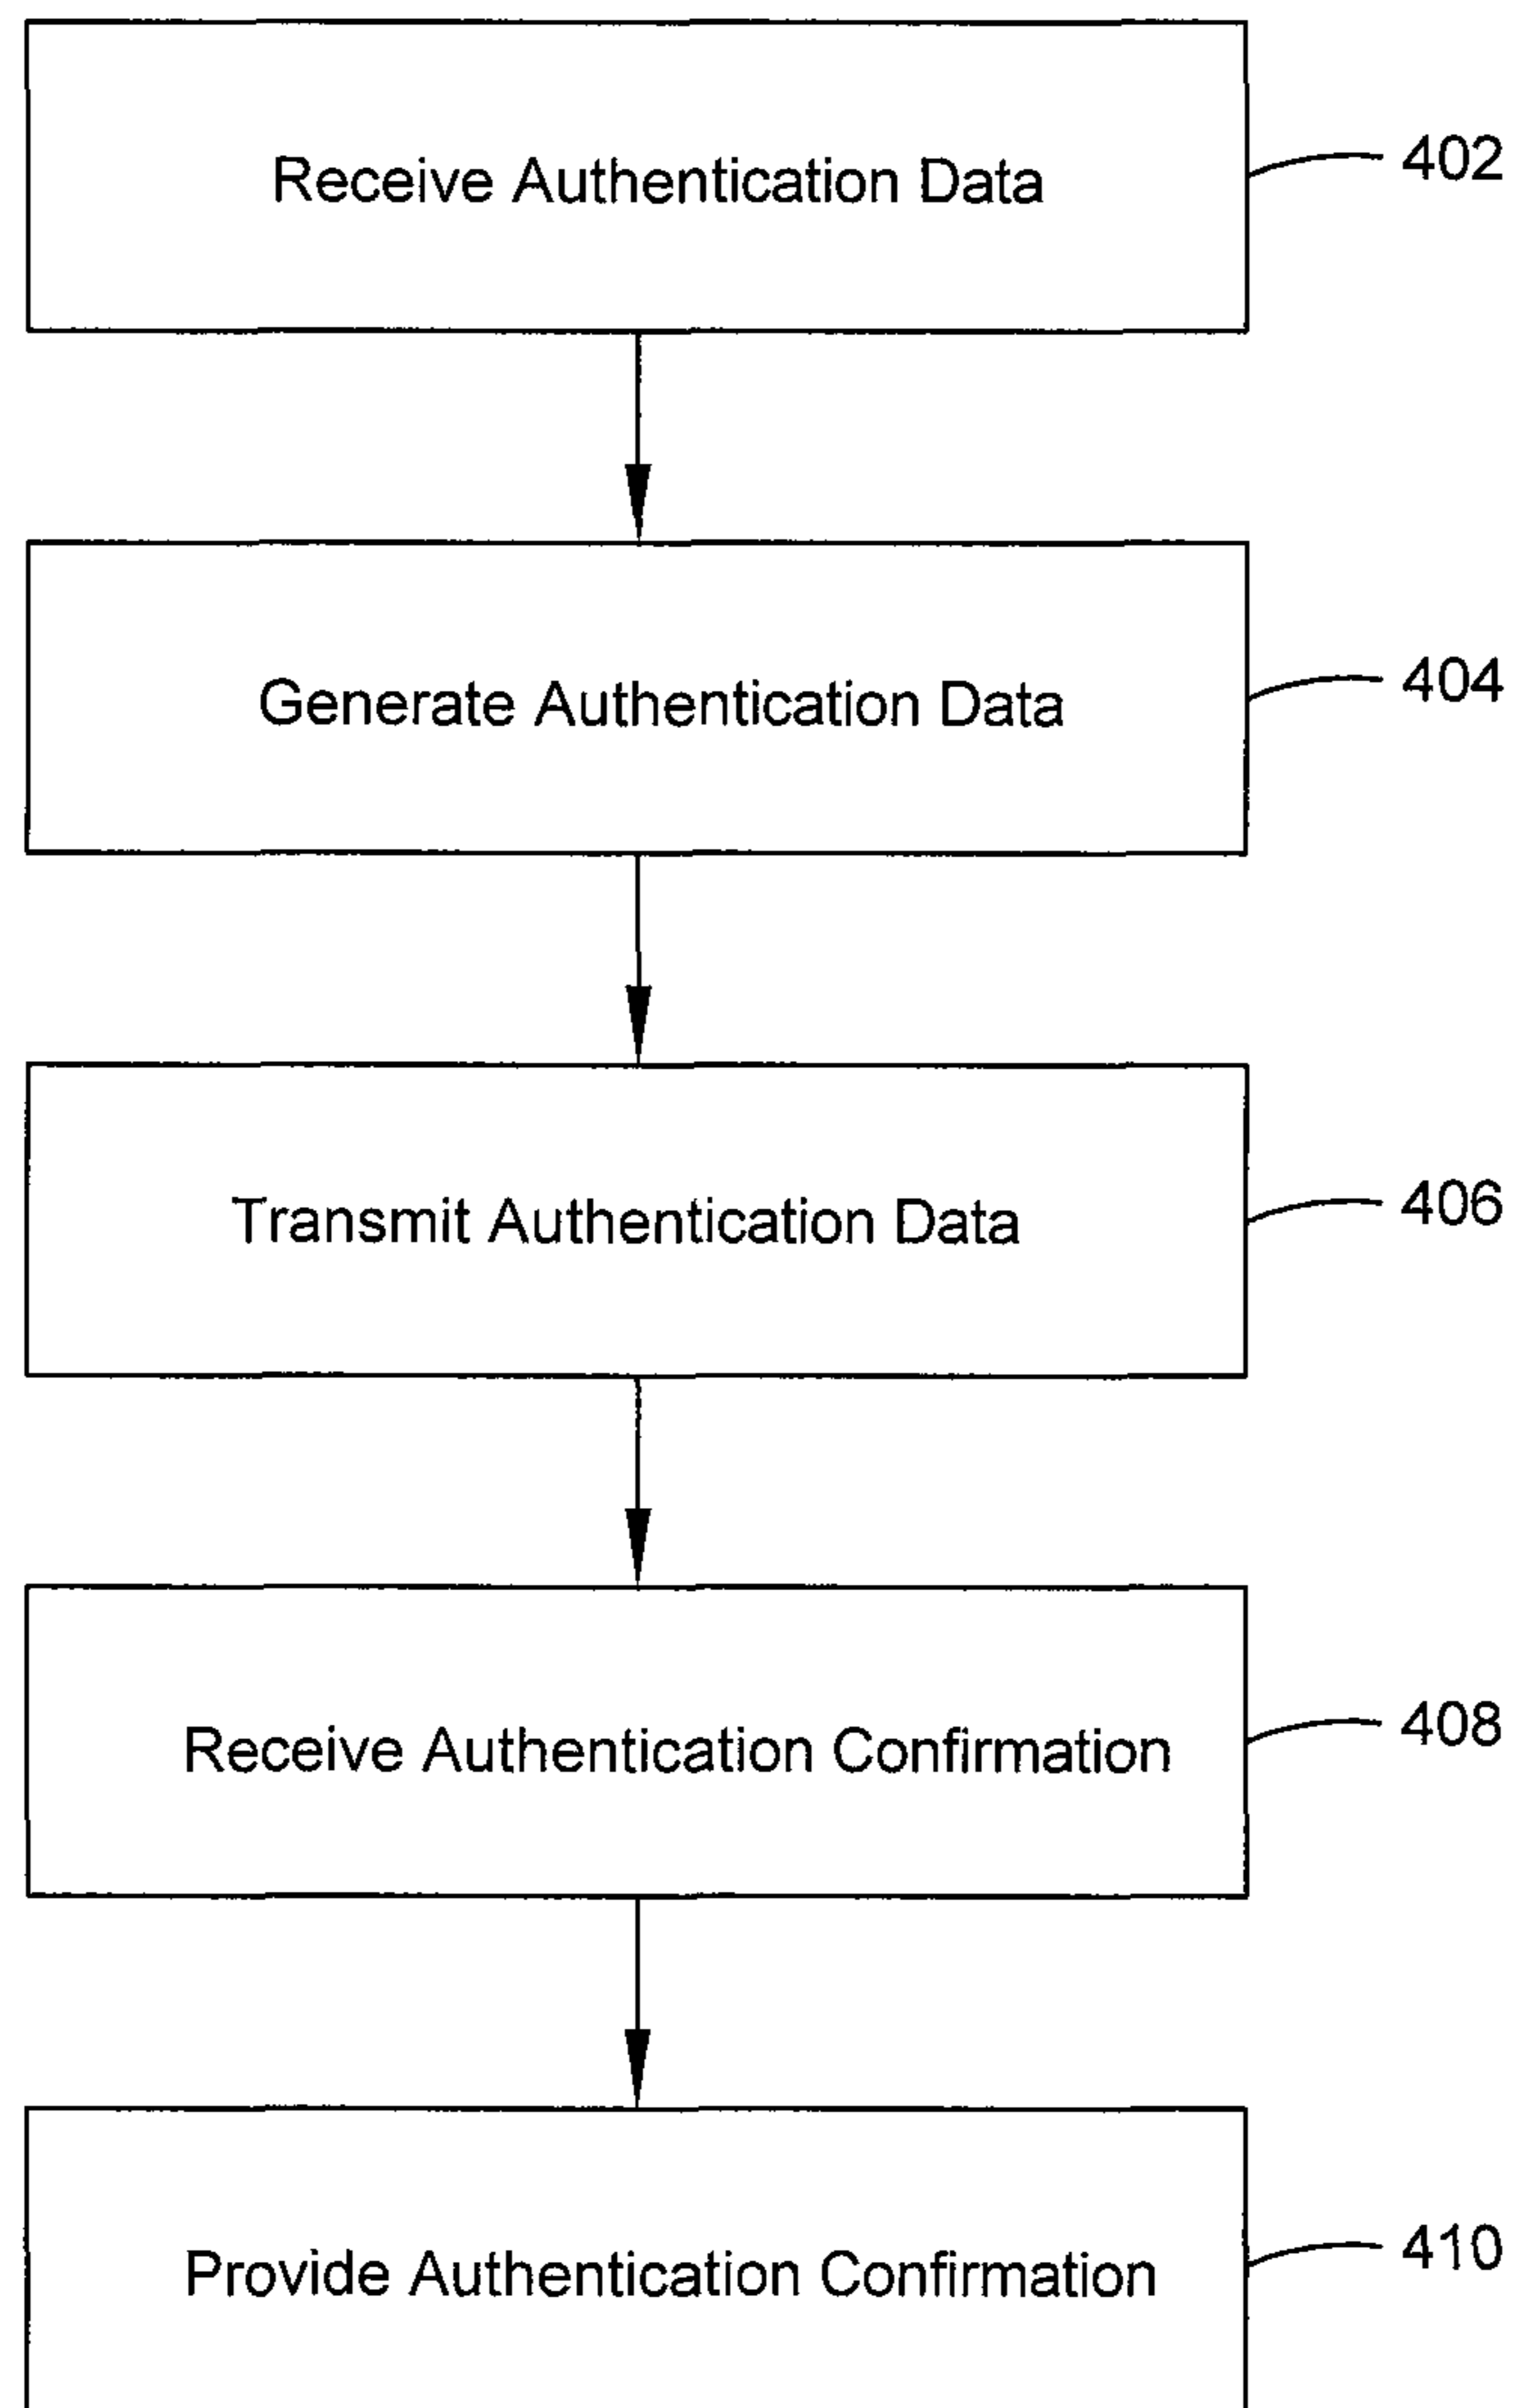 Receive Authentication Data
402
Generate Authentication Data
404
Transmit Authentication Data
406
Receive Authentication Confirmation
408
Provide Authentication Confirmation
410